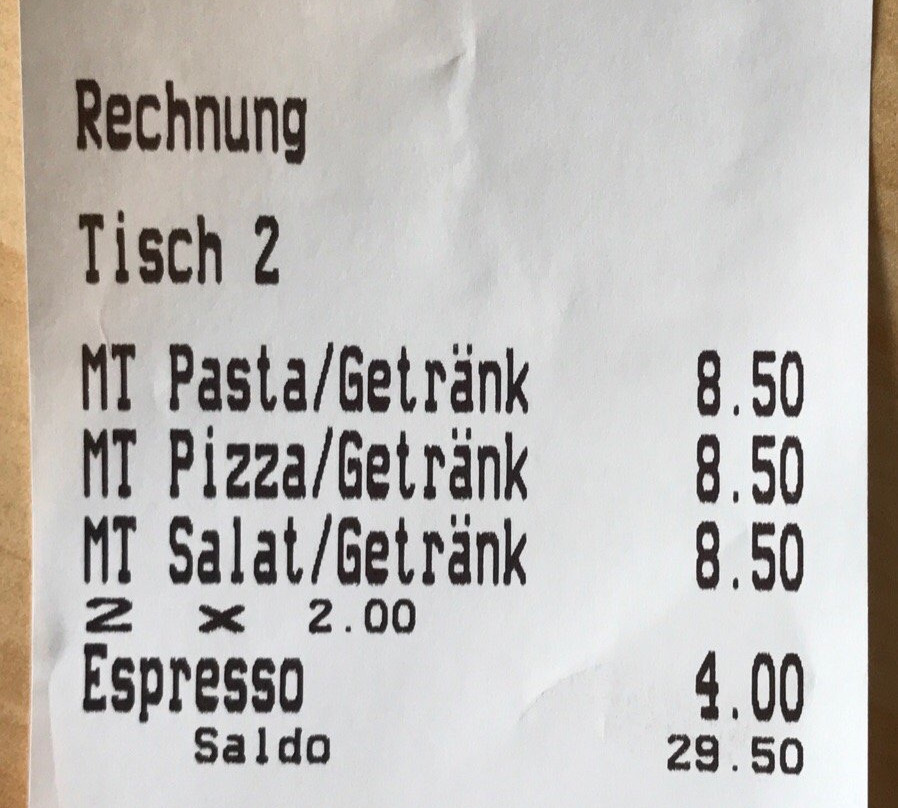 Rechnung
Tisch 2
MT Pasta/Getränk 8.50
MT Pizza/Getränk 8.50
MT Salat/Getränk 8.50
2 x 2.00
Espresso 4.00
Saldo 29.50